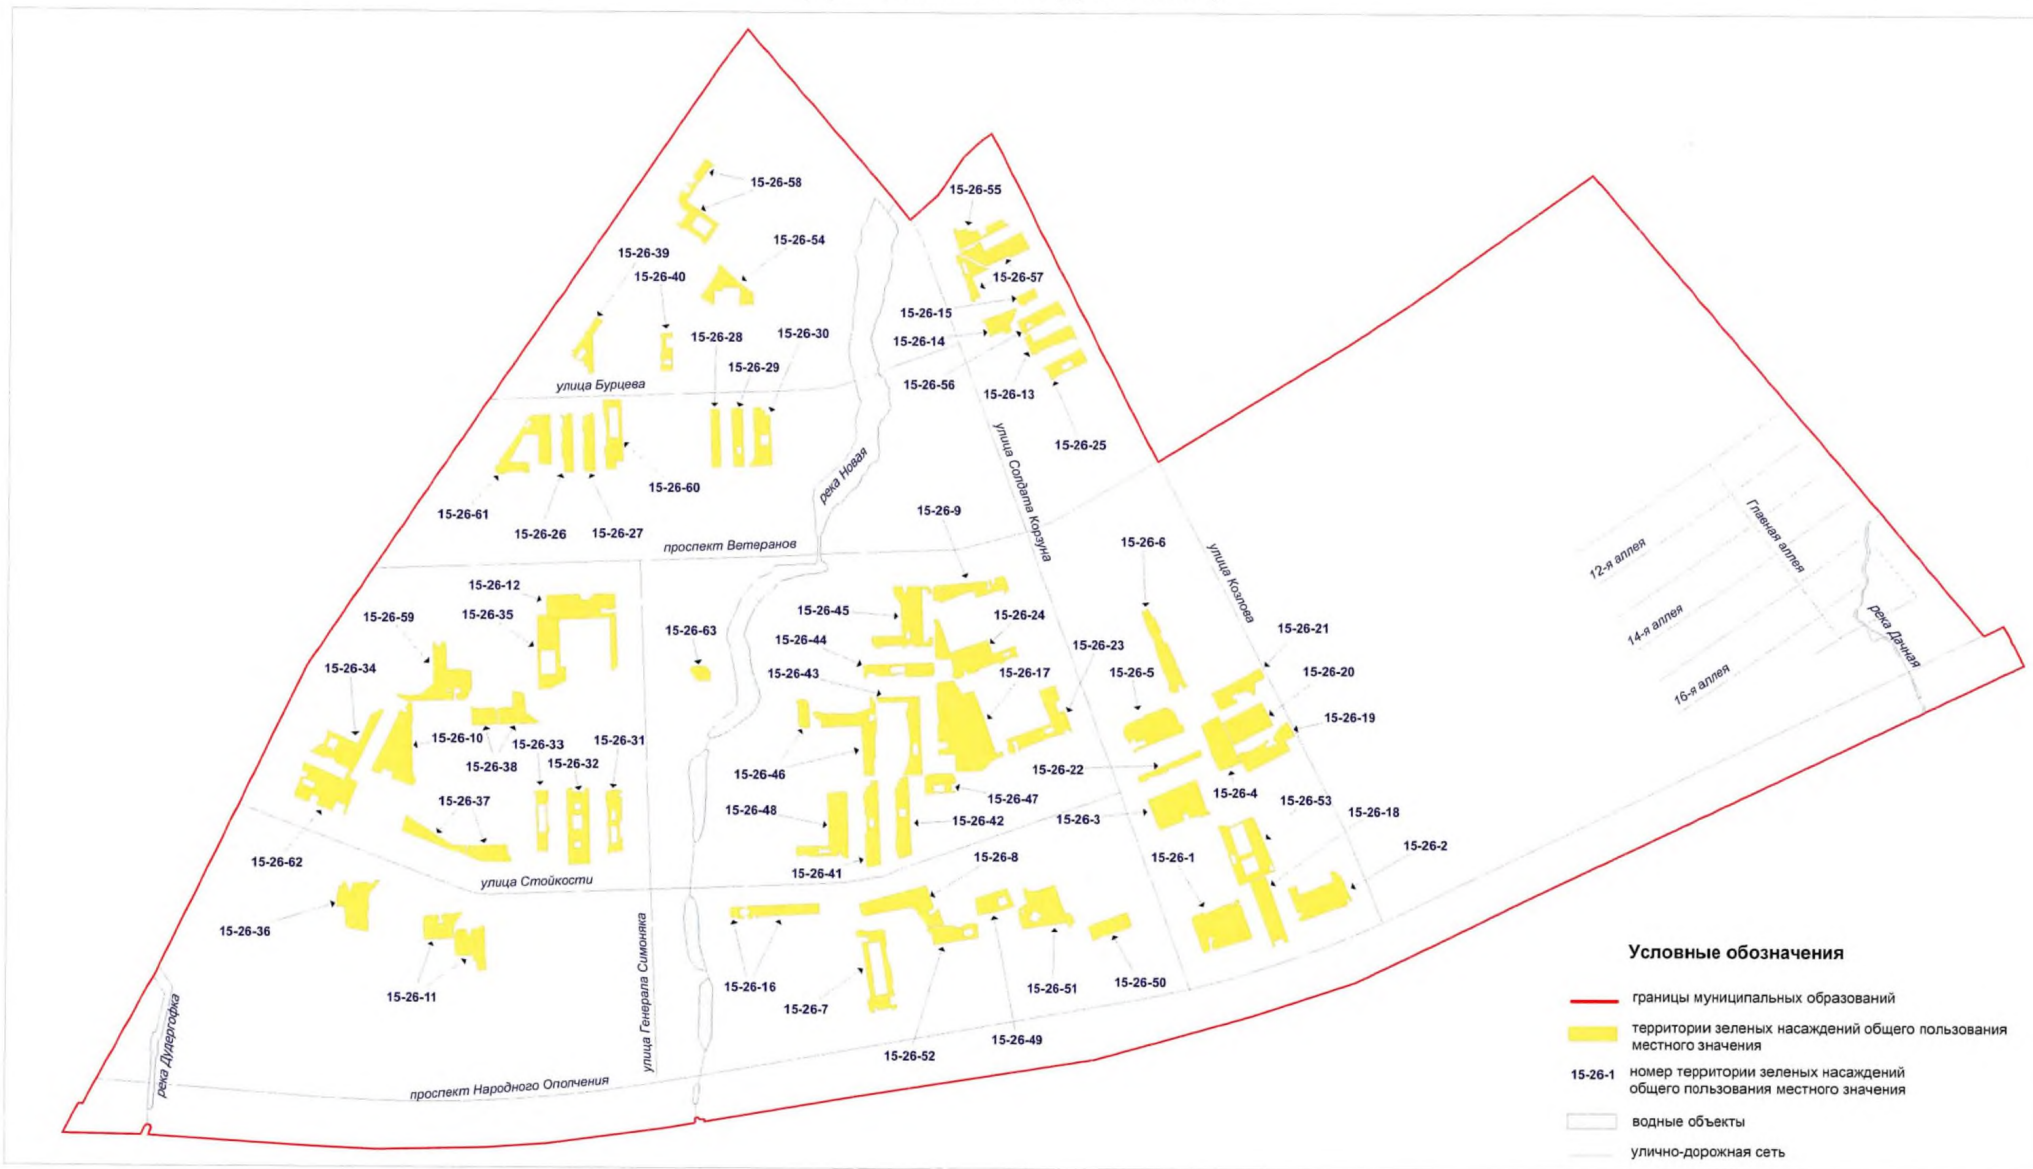 15-26-58
15-26-55
15-26-54
15-26-39
15-26-40
15-26-57
15-26-15
15-26-28
15-26-30
15-26-14
15-26-29
15-26-56
15-26-13
улица Бурцева
15-26-25
улица Солдата Корзуна
река Новая
15-26-60
15-26-61
15-26-26
15-26-27
15-26-9
проспект Ветеранов
15-26-6
улица Козлова
12-я аллея
Главная аллея
14-я аллея
16-я аллея
река Дачная
15-26-12
15-26-35
15-26-59
15-26-45
15-26-24
15-26-63
15-26-44
15-26-23
15-26-21
15-26-34
15-26-43
15-26-17
15-26-5
15-26-20
15-26-19
15-26-10
15-26-33
15-26-31
15-26-38
15-26-32
15-26-46
15-26-22
15-26-37
15-26-48
15-26-47
15-26-4
15-26-53
15-26-42
15-26-3
15-26-18
15-26-62
15-26-8
15-26-1
15-26-2
15-26-41
улица Стойкости
15-26-36
улица Генерала Симоняка
15-26-11
15-26-16
15-26-7
15-26-51
15-26-50
15-26-49
15-26-52
река Дудергофка
проспект Народного Ополчения
Условные обозначения
границы муниципальных образований
территории зеленых насаждений общего пользования
местного значения
15-26-1 номер территории зеленых насаждений
общего пользования местного значения
водные объекты
улично-дорожная сеть